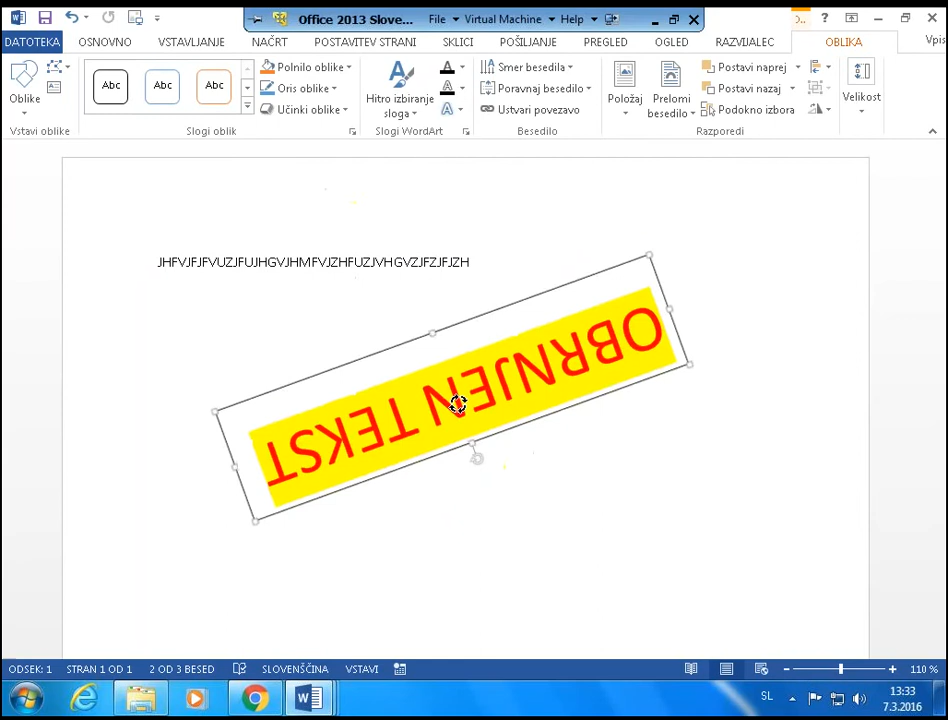 Office 2013 Slove... File Virtual Machine Help
DATOTEKA OSNOVNO VSTAVLJANJE NAČRT POSTAVITEV STRANI SKLICI POŠILJANJE PREGLED OGLED RAZVIJALEC OBLIKA Vpis
Oblike
Vstavi oblike
Abc Abc Abc
Polnilo oblike
Oris oblike
Učinki oblike
Slogi oblik
Hitro izbiranje
sloga
Slogi WordArt
Smer besedila
Poravnaj besedilo
Ustvari povezavo
Besedilo
Položaj
Prelomi
besedilo
Postavi naprej
Postavi nazaj
Podokno izbora
Razporedi
Velikost
JHFVJFJFVUZJFUJHGVJHMFVJZHFUZJVHGVZJFZJFJZH
OBRNJEN TEKST
ODSEK: 1 STRAN 1 OD 1 2 OD 3 BESED SLOVENŠČINA VSTAVI 110 %
SL 13:33
7.3.2016